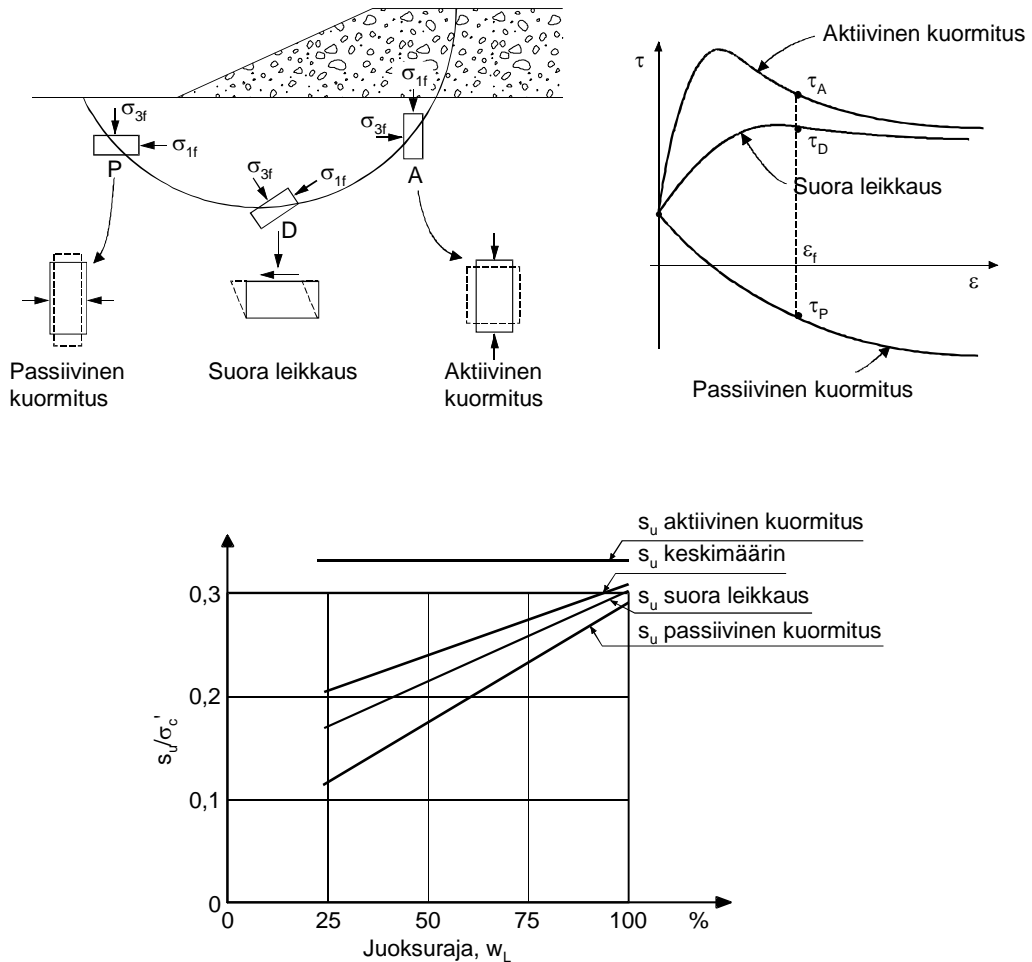 σ3f
σ1f
P
σ3f
σ1f
D
σ1f
σ3f
A
Passiivinen
kuormitus
Suora leikkaus
Aktiivinen
kuormitus
τ
Aktiivinen kuormitus
τA
τD
Suora leikkaus
εf
ε
τP
Passiivinen kuormitus
su aktiivinen kuormitus
su keskimäärin
su suora leikkaus
su passiivinen kuormitus
su/σc'
0,3
0,2
0,1
0
0 25 50 75 100 %
Juoksuraja, wL